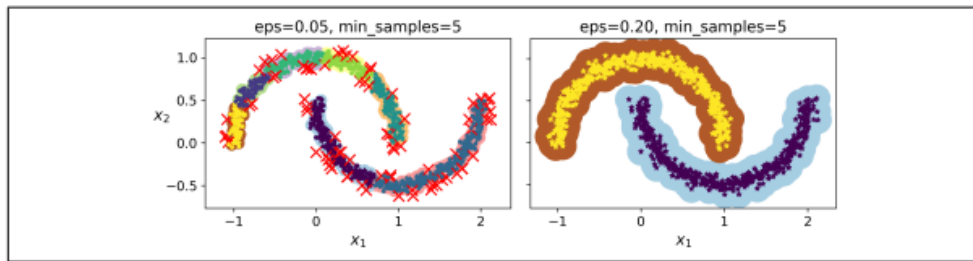 eps=0.05, min_samples=5
eps=0.20, min_samples=5
1.0
0.5
x₂
0.0
−0.5
−1 0 1 2
−1 0 1 2
x₁
x₁